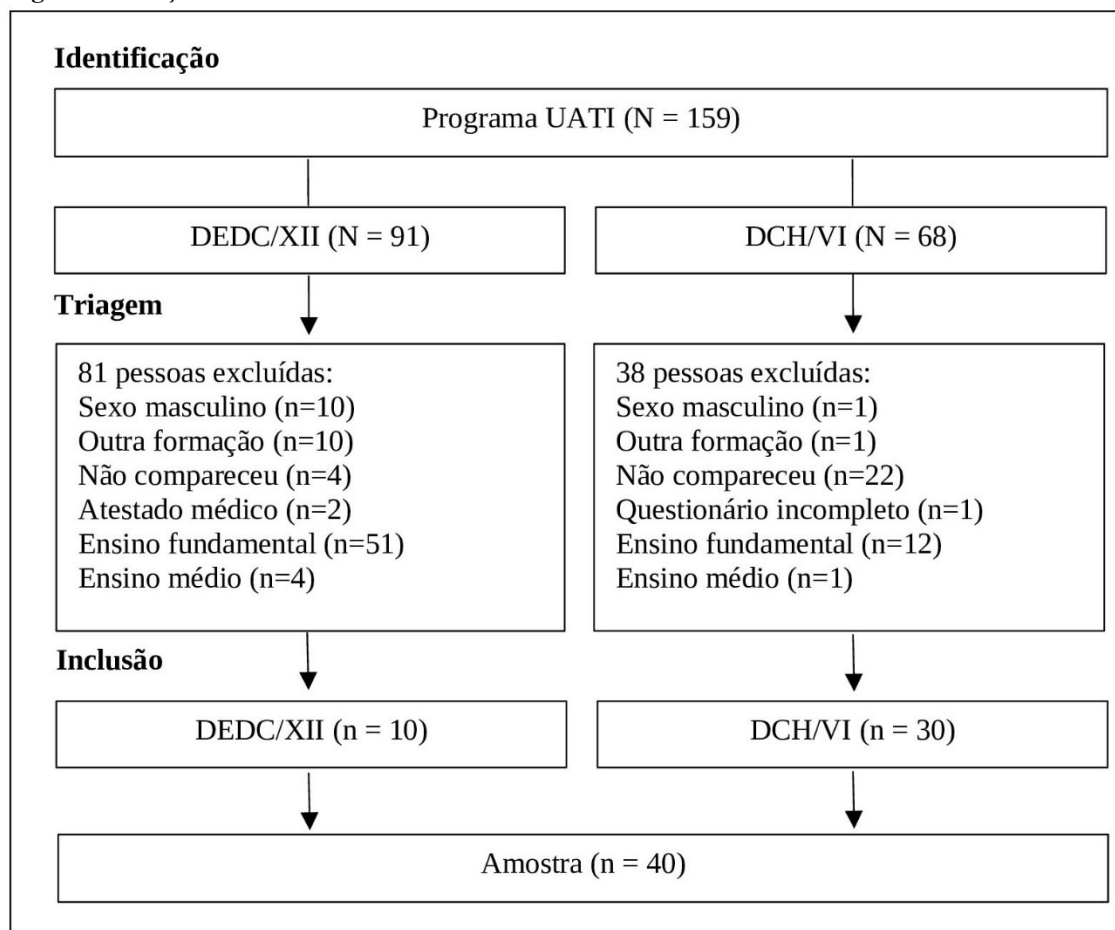 Identificação
Programa UATI (N = 159)
DEDC/XII (N = 91)
DCH/VI (N = 68)
Triagem
81 pessoas excluídas:
Sexo masculino (n=10)
Outra formação (n=10)
Não compareceu (n=4)
Atestado médico (n=2)
Ensino fundamental (n=51)
Ensino médio (n=4)
38 pessoas excluídas:
Sexo masculino (n=1)
Outra formação (n=1)
Não compareceu (n=22)
Questionário incompleto (n=1)
Ensino fundamental (n=12)
Ensino médio (n=1)
Inclusão
DEDC/XII (n = 10)
DCH/VI (n = 30)
Amostra (n = 40)